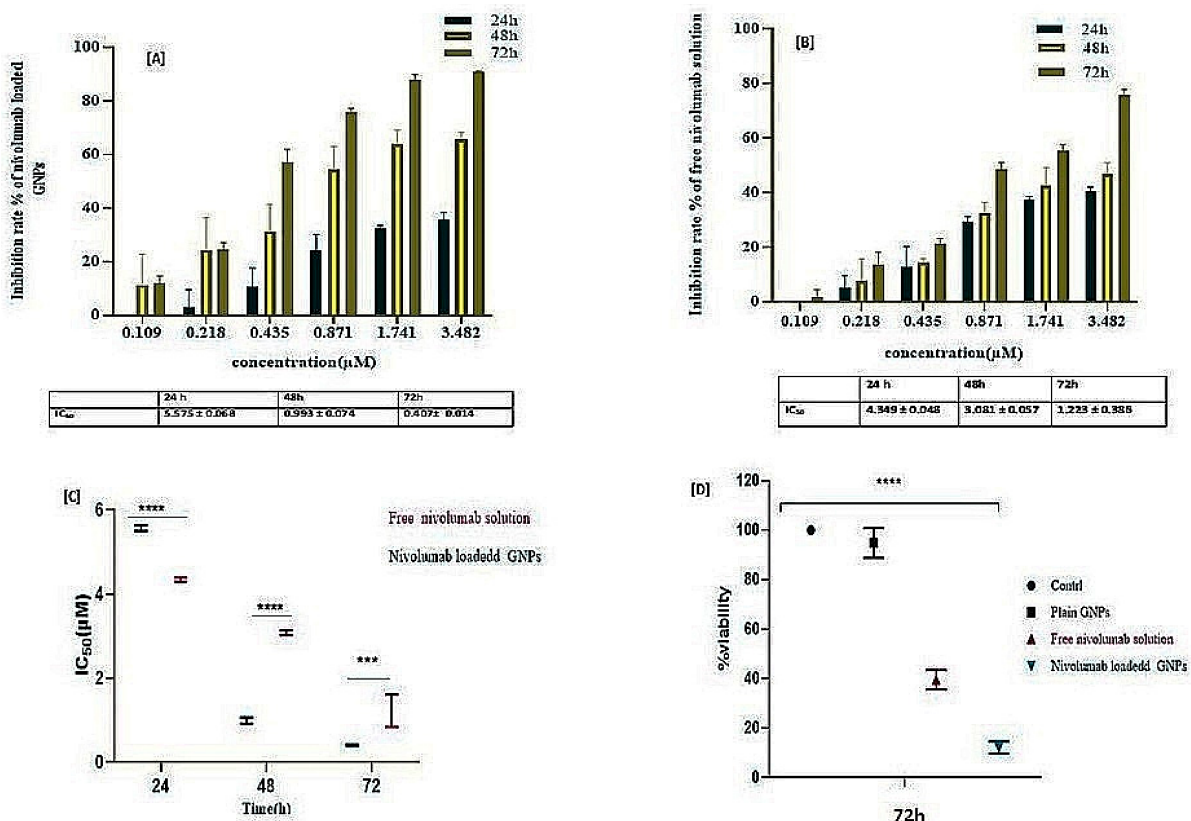 [A]
24h
48h
72h
Inhibition rate % of nivolumab loaded
GNPs
100
80
60
40
20
0
0.109 0.218 0.435 0.871 1.741 3.482
concentration(µM)
24 h 48h 72h
5.575 ± 0.068 0.993 ± 0.074 0.407± 0.014
[B]
24h
48h
72h
Inhibition rate % of free nivolumab solution
100
80
60
40
20
0
0.109 0.218 0.435 0.871 1.741 3.482
concentration(µM)
24 h 48h 72h
IC₅₀ 4.349 ± 0.048 3.081 ± 0.057 1.223 ± 0.386
[C]
IC₅₀(µM)
6
4
2
0
**** **** ***
Free nivolumab solution
Nivolumab loadedd GNPs
24 48 72
Time(h)
[D]
%viability
120
100
80
60
40
20
0
****
Contrl
Plain GNPs
Free nivolumab solution
Nivolumab loadedd GNPs
72h